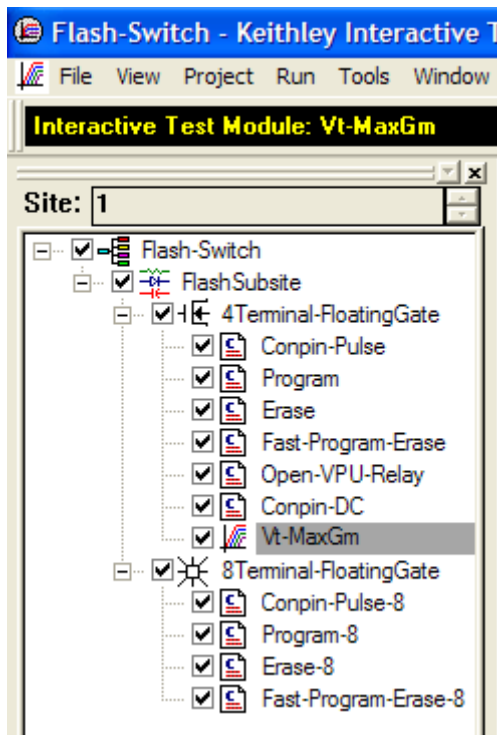 Flash-Switch - Keithley Interactive
File View Project Run Tools Window
Interactive Test Module: Vt-MaxGm
Site: 1
Flash-Switch
FlashSubsite
4Terminal-FloatingGate
Conpin-Pulse
Program
Erase
Fast-Program-Erase
Open-VPU-Relay
Conpin-DC
Vt-MaxGm
8Terminal-FloatingGate
Conpin-Pulse-8
Program-8
Erase-8
Fast-Program-Erase-8